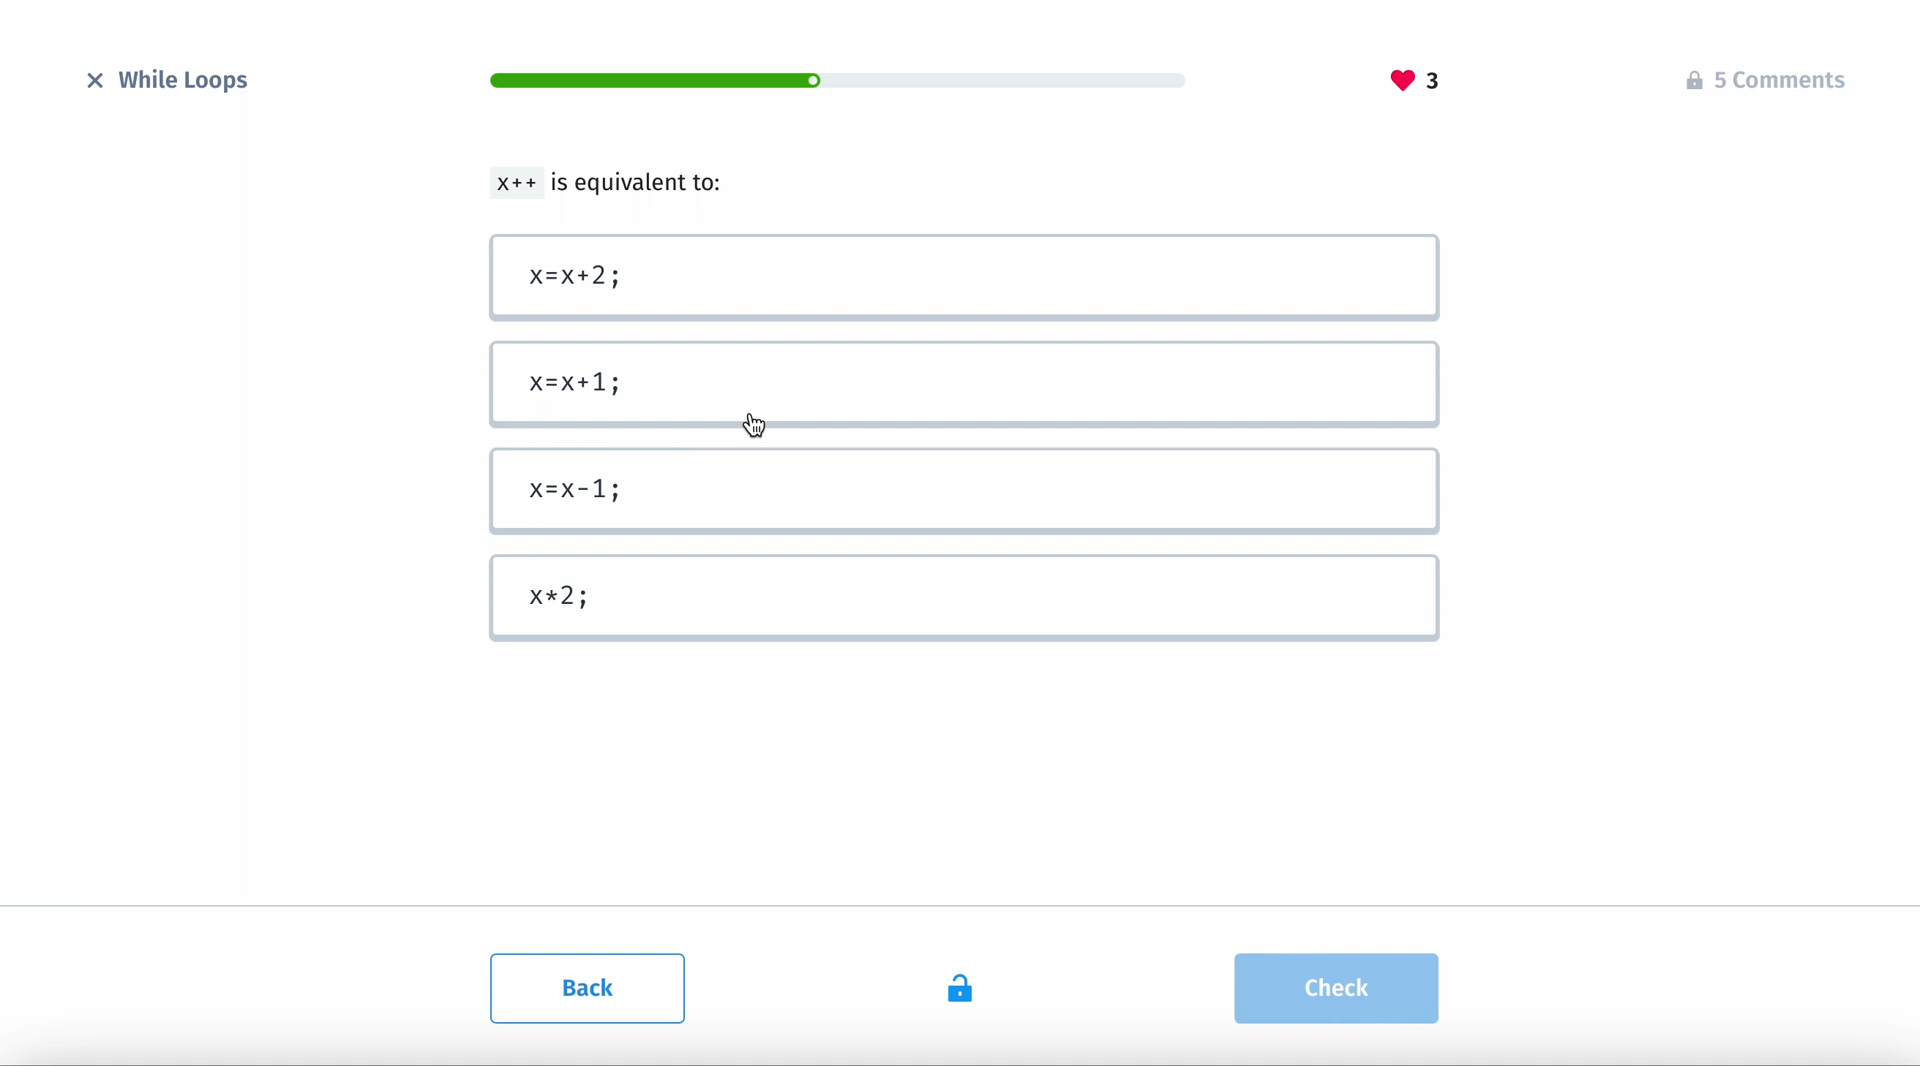 While Loops
3
5 Comments
x++ is equivalent to:
x=x+2;
x=x+1;
x=x-1;
x*2;
Back
Check